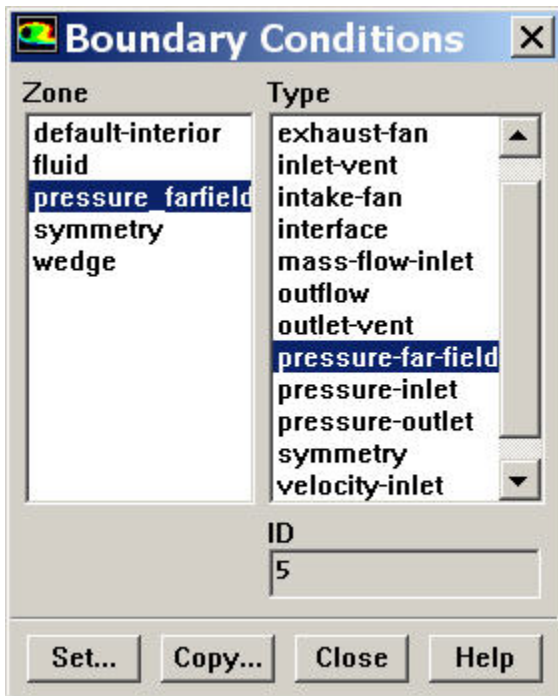 Boundary Conditions
Zone
default-interior
fluid
pressure_farfield
symmetry
wedge
Type
exhaust-fan
inlet-vent
intake-fan
interface
mass-flow-inlet
outflow
outlet-vent
pressure-far-field
pressure-inlet
pressure-outlet
symmetry
velocity-inlet
ID
5
Set...
Copy...
Close
Help